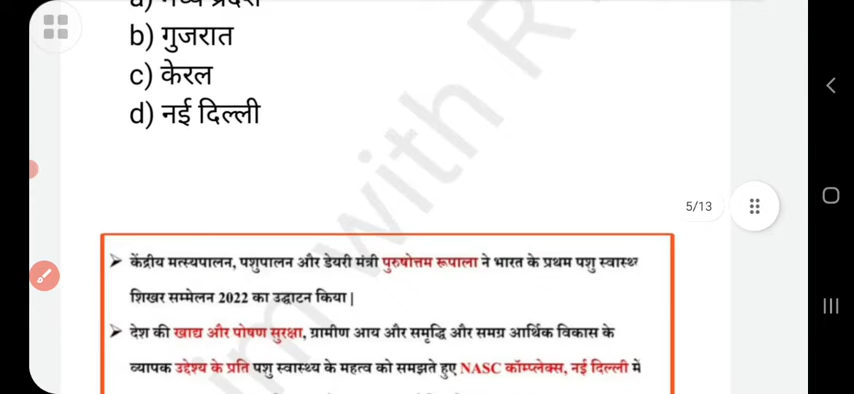 b) गुजरात
c) केरल
d) नई दिल्ली
5/13
➤ केंद्रीय मत्स्यपालन, पशुपालन और डेयरी मंत्री पुरुषोत्तम रूपाला ने भारत के प्रथम पशु स्वास्थ्य
शिखर सम्मेलन 2022 का उद्घाटन किया|
➤ देश की खाद्य और पोषण सुरक्षा, ग्रामीण आय और समृद्धि और समग्र आर्थिक विकास के
व्यापक उद्देश्य के प्रति पशु स्वास्थ्य के महत्व को समझते हुए NASC कॉम्प्लेक्स, नई दिल्ली में